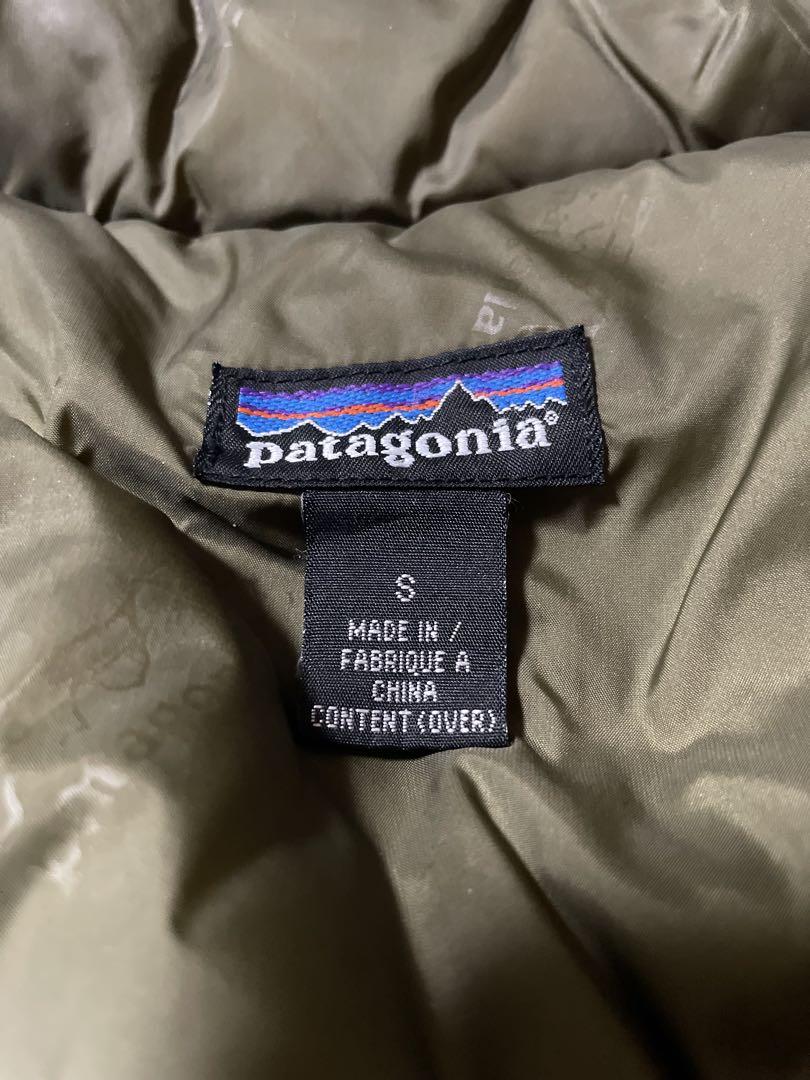 patagonia®
S
MADE IN /
FABRIQUE A
CHINA
CONTENT (OVER)